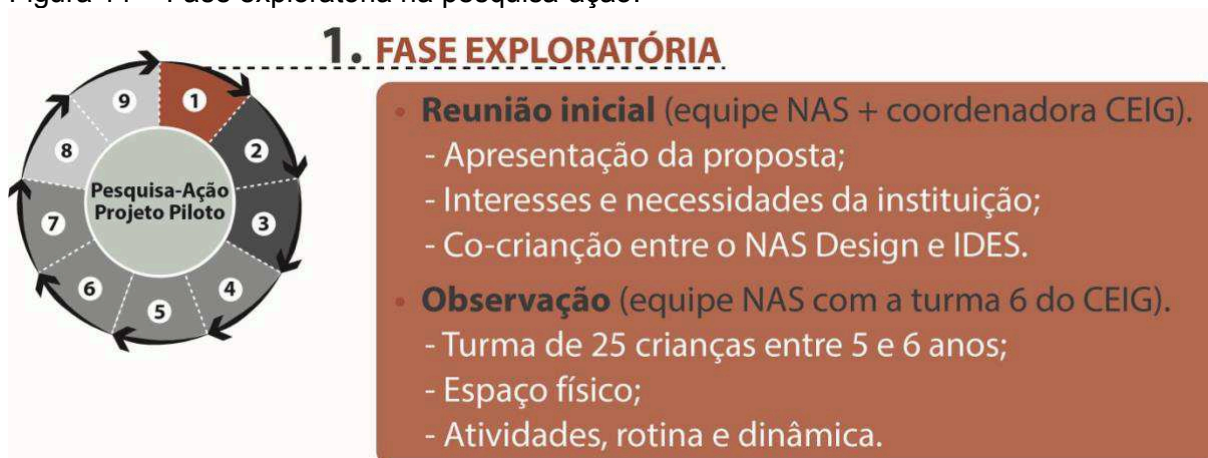 Figura 44 – Fase exploratória na pesquisa-ação.
1. FASE EXPLORATÓRIA
1
2
3
4
5
6
7
8
9
Pesquisa-Ação
Projeto Piloto
• Reunião inicial (equipe NAS + coordenadora CEIG).
- Apresentação da proposta;
- Interesses e necessidades da instituição;
- Co-crianção entre o NAS Design e IDES.
• Observação (equipe NAS com a turma 6 do CEIG).
- Turma de 25 crianças entre 5 e 6 anos;
- Espaço físico;
- Atividades, rotina e dinâmica.